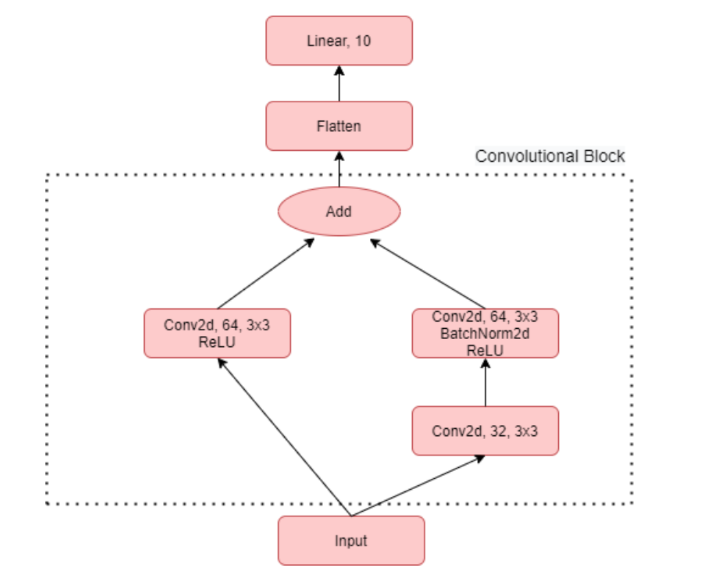 Linear, 10
Flatten
Convolutional Block
Add
Conv2d, 64, 3x3
ReLU
Conv2d, 64, 3x3
BatchNorm2d
ReLU
Conv2d, 32, 3x3
Input